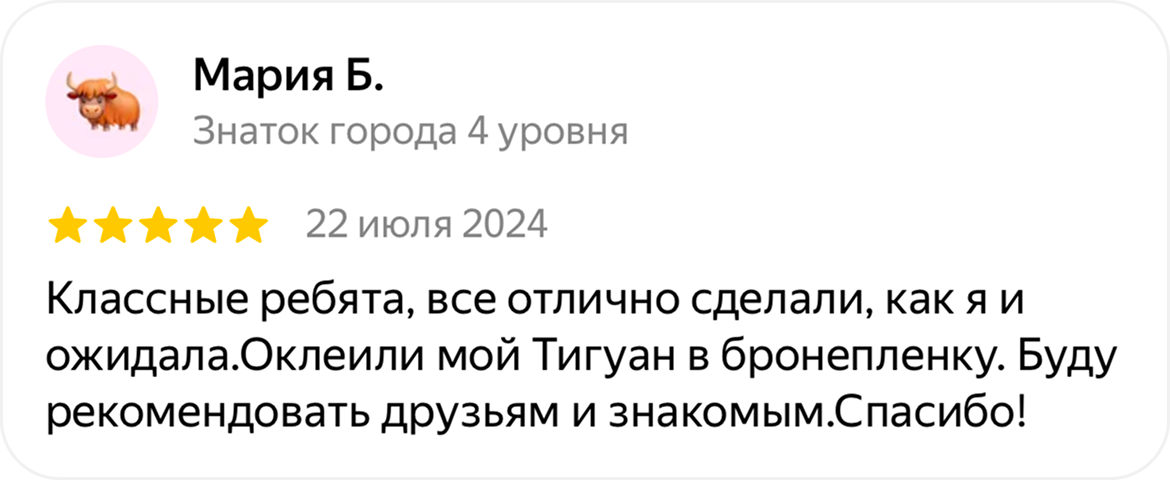 Мария Б.
Знаток города 4 уровня
22 июля 2024
Классные ребята, все отлично сделали, как я и
ожидала.Оклеили мой Тигуан в бронепленку. Буду
рекомендовать друзьям и знакомым.Спасибо!